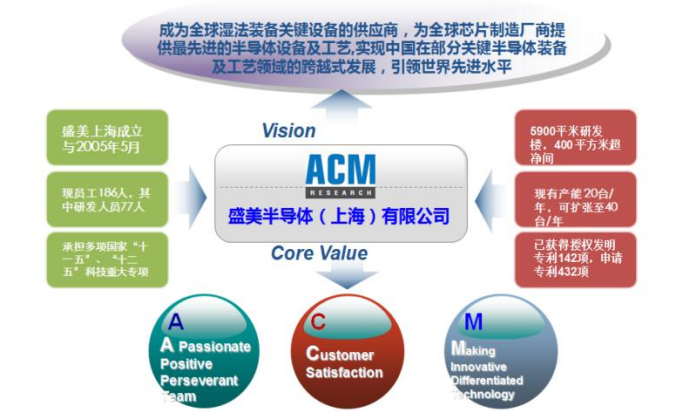 成为全球湿法装备关键设备的供应商，为全球芯片制造厂商提
供最先进的半导体设备及工艺,实现中国在部分关键半导体装备
及工艺领域的跨越式发展，引领世界先进水平
Vision
盛美上海成立
与2005年5月
现员工186人，其
中研发人员77人
承担多项国家“十
一五”、“十二
五”科技重大专项
ACM
RESEARCH
盛美半导体（上海）有限公司
5900平米研发
楼，400平方米超
净间
现有产能 20台/
年，可扩张至40
台/年
已获得授权发明
专利142项，申请
专利432项
Core Value
A
A Passionate
Positive
Perseverant
Team
C
Customer
Satisfaction
M
Making
Innovative
Differentiated
Technology